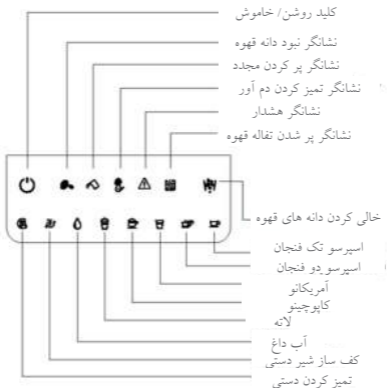 کلید روشن/ خاموش
نشانگر نبود دانه قهوه
نشانگر پر کردن مجدد
نشانگر تمیز کردن دم آور
نشانگر هشدار
نشانگر پر شدن تفاله قهوه
خالی کردن دانه های قهوه
اسپرسو تک فنجان
اسپرسو دو فنجان
آمریکانو
کاپوچینو
لاته
آب داغ
کف ساز شیر دستی
تمیز کردن دستی